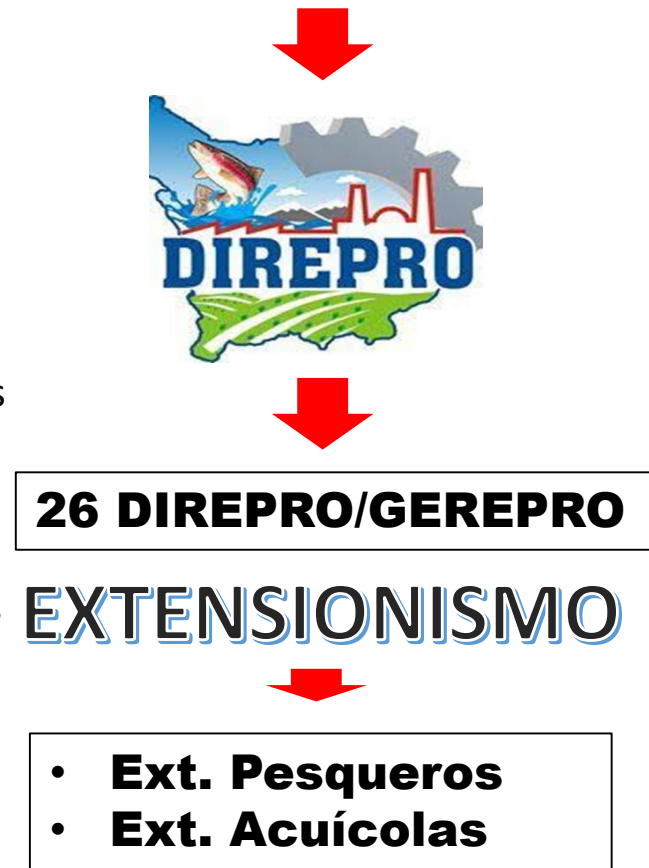 DIREPRO
s
26 DIREPRO/GEREPRO
EXTENSIONISMO
• Ext. Pesqueros
• Ext. Acuícolas